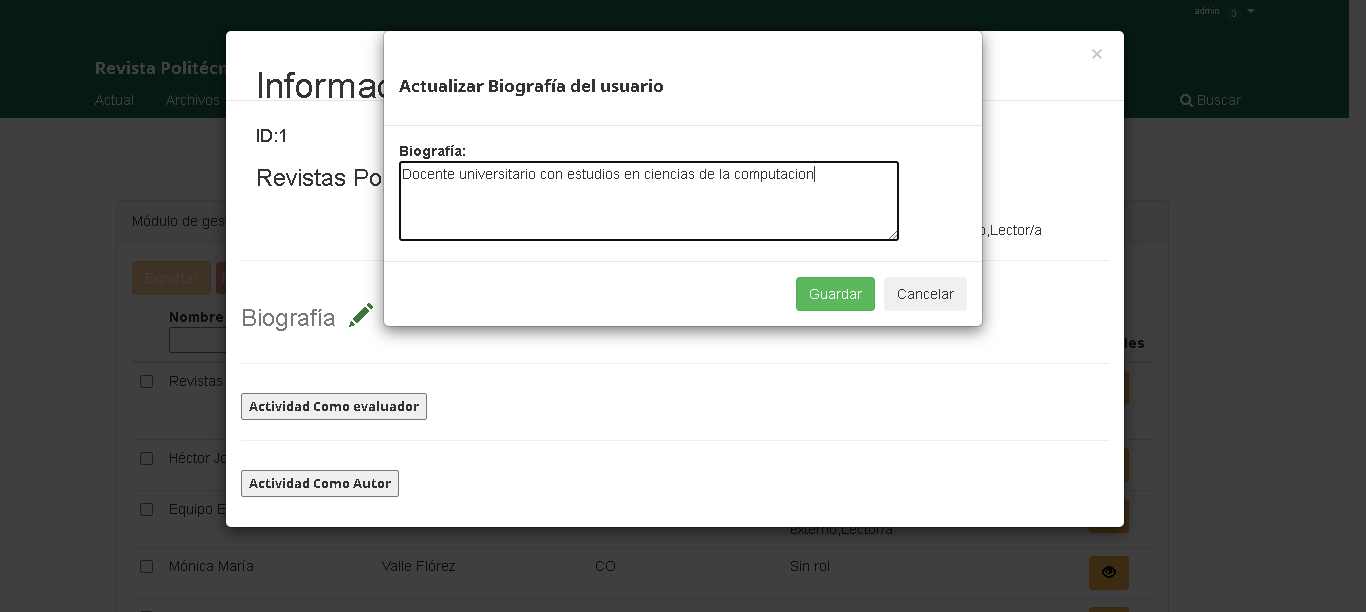 admin 3
Revista Politécn
Actual Archivos
Buscar
×
Informac
ID:1
Revistas Po
o,Lector/a
Actualizar Biografía del usuario
Biografía:
Docente universitario con estudios en ciencias de la computacion
Guardar Cancelar
Módulo de ges
Exportar
Nombre
les
Biografía
Revistas
Actividad Como evaluador
Héctor Jo
Actividad Como Autor
Equipo E
externo,Lector/a
Mónica María Valle Flórez CO Sin rol